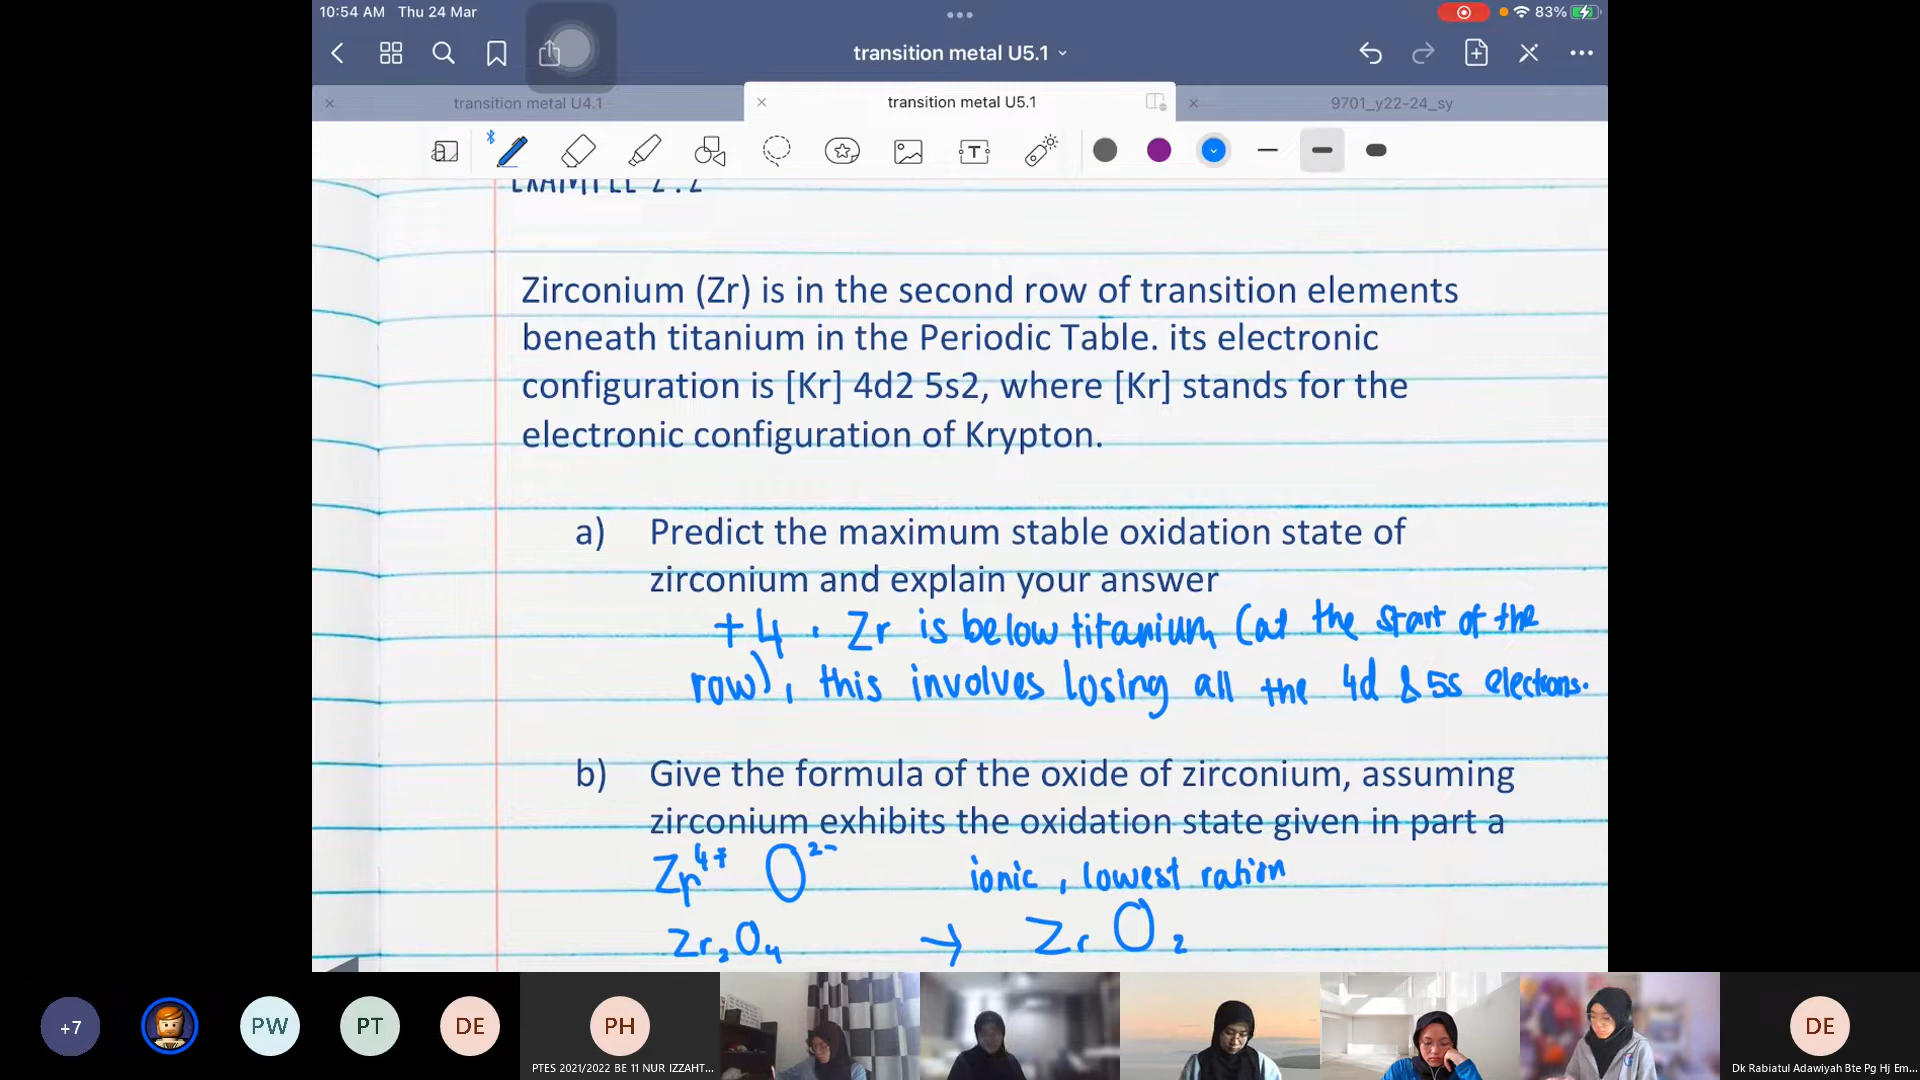 10:54 AM Thu 24 Mar
83%
transition metal U5.1
transition metal U4.1
transition metal U5.1
9701_y22-24_sy
EXAMPLE 2.2
Zirconium (Zr) is in the second row of transition elements
beneath titanium in the Periodic Table. its electronic
configuration is [Kr] 4d2 5s2, where [Kr] stands for the
electronic configuration of Krypton.
a) Predict the maximum stable oxidation state of
zirconium and explain your answer
+4 . Zr is below titanium (at the start of the
row), this involves losing all the 4d & 5s electrons.
b) Give the formula of the oxide of zirconium, assuming
zirconium exhibits the oxidation state given in part a
Zr⁴⁺ O²⁻ ionic, lowest ration
Zr₂O₄ → ZrO₂
+7 PW PT DE PH DE
PTES 2021/2022 BE 11 NUR IZZAHT... Dk Rabiatul Adawiyah Bte Pg Hj Em...